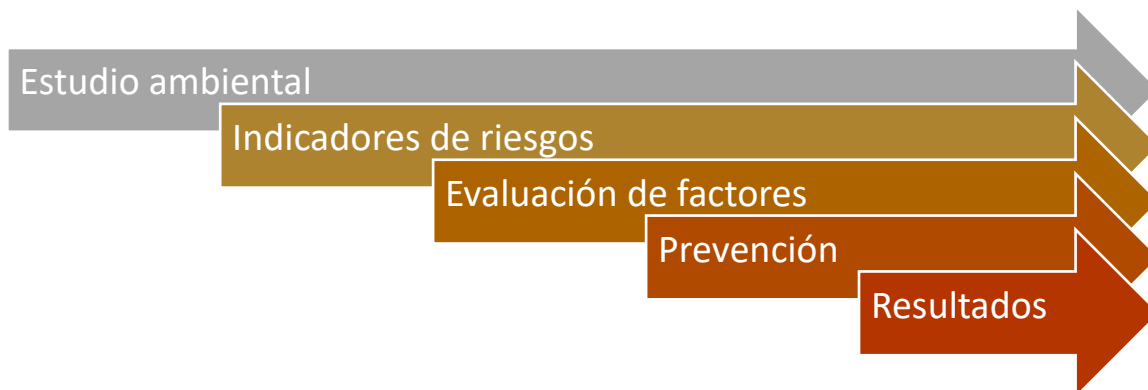 Estudio ambiental
Indicadores de riesgos
Evaluación de factores
Prevención
Resultados